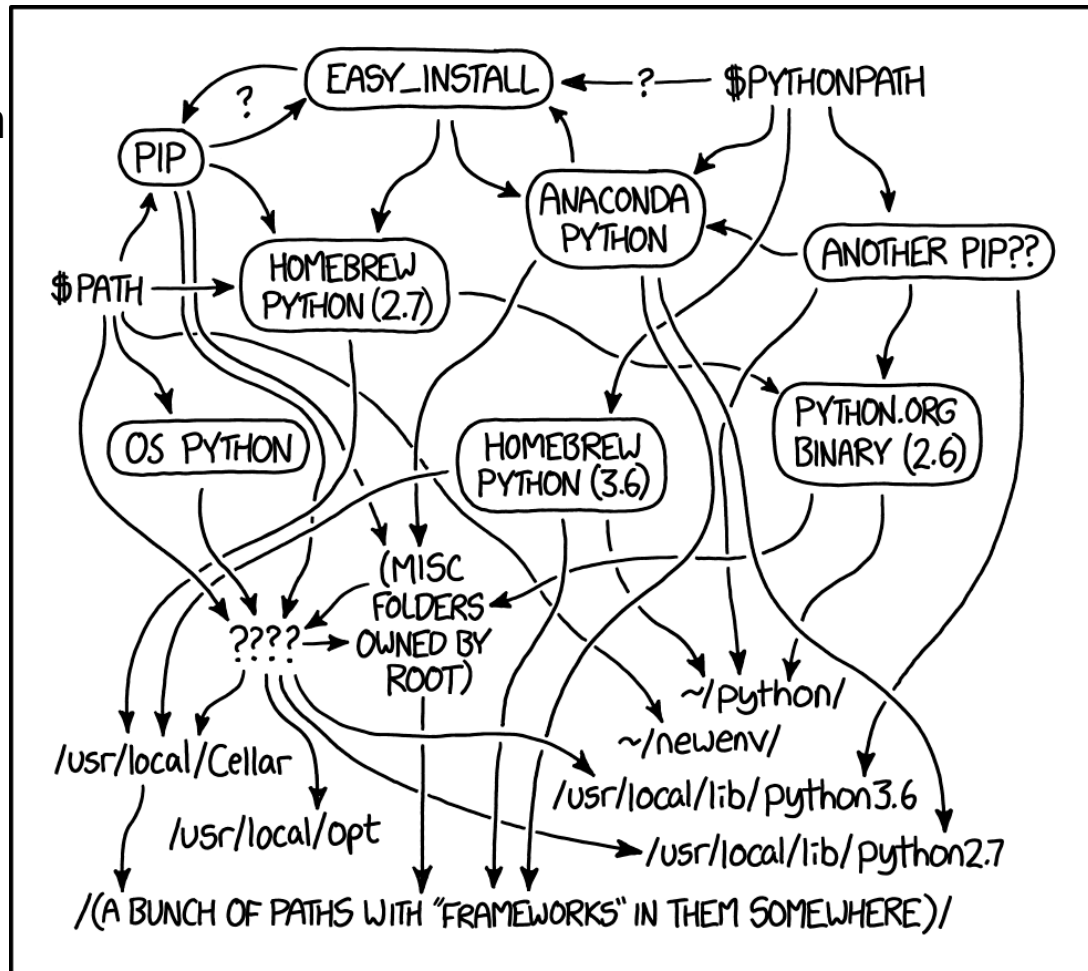 EASY_INSTALL
?
$PYTHONPATH
?
PIP
ANACONDA
PYTHON
ANOTHER PIP??
HOMEBREW
PYTHON (2.7)
$PATH
OS PYTHON
HOMEBREW
PYTHON (3.6)
PYTHON.ORG
BINARY (2.6)
(MISC
FOLDERS
OWNED BY
ROOT)
????
~/python/
~/newenv/
/usr/local/Cellar
/usr/local/lib/python3.6
/usr/local/opt
/usr/local/lib/python2.7
/(A BUNCH OF PATHS WITH "FRAMEWORKS" IN THEM SOMEWHERE)/